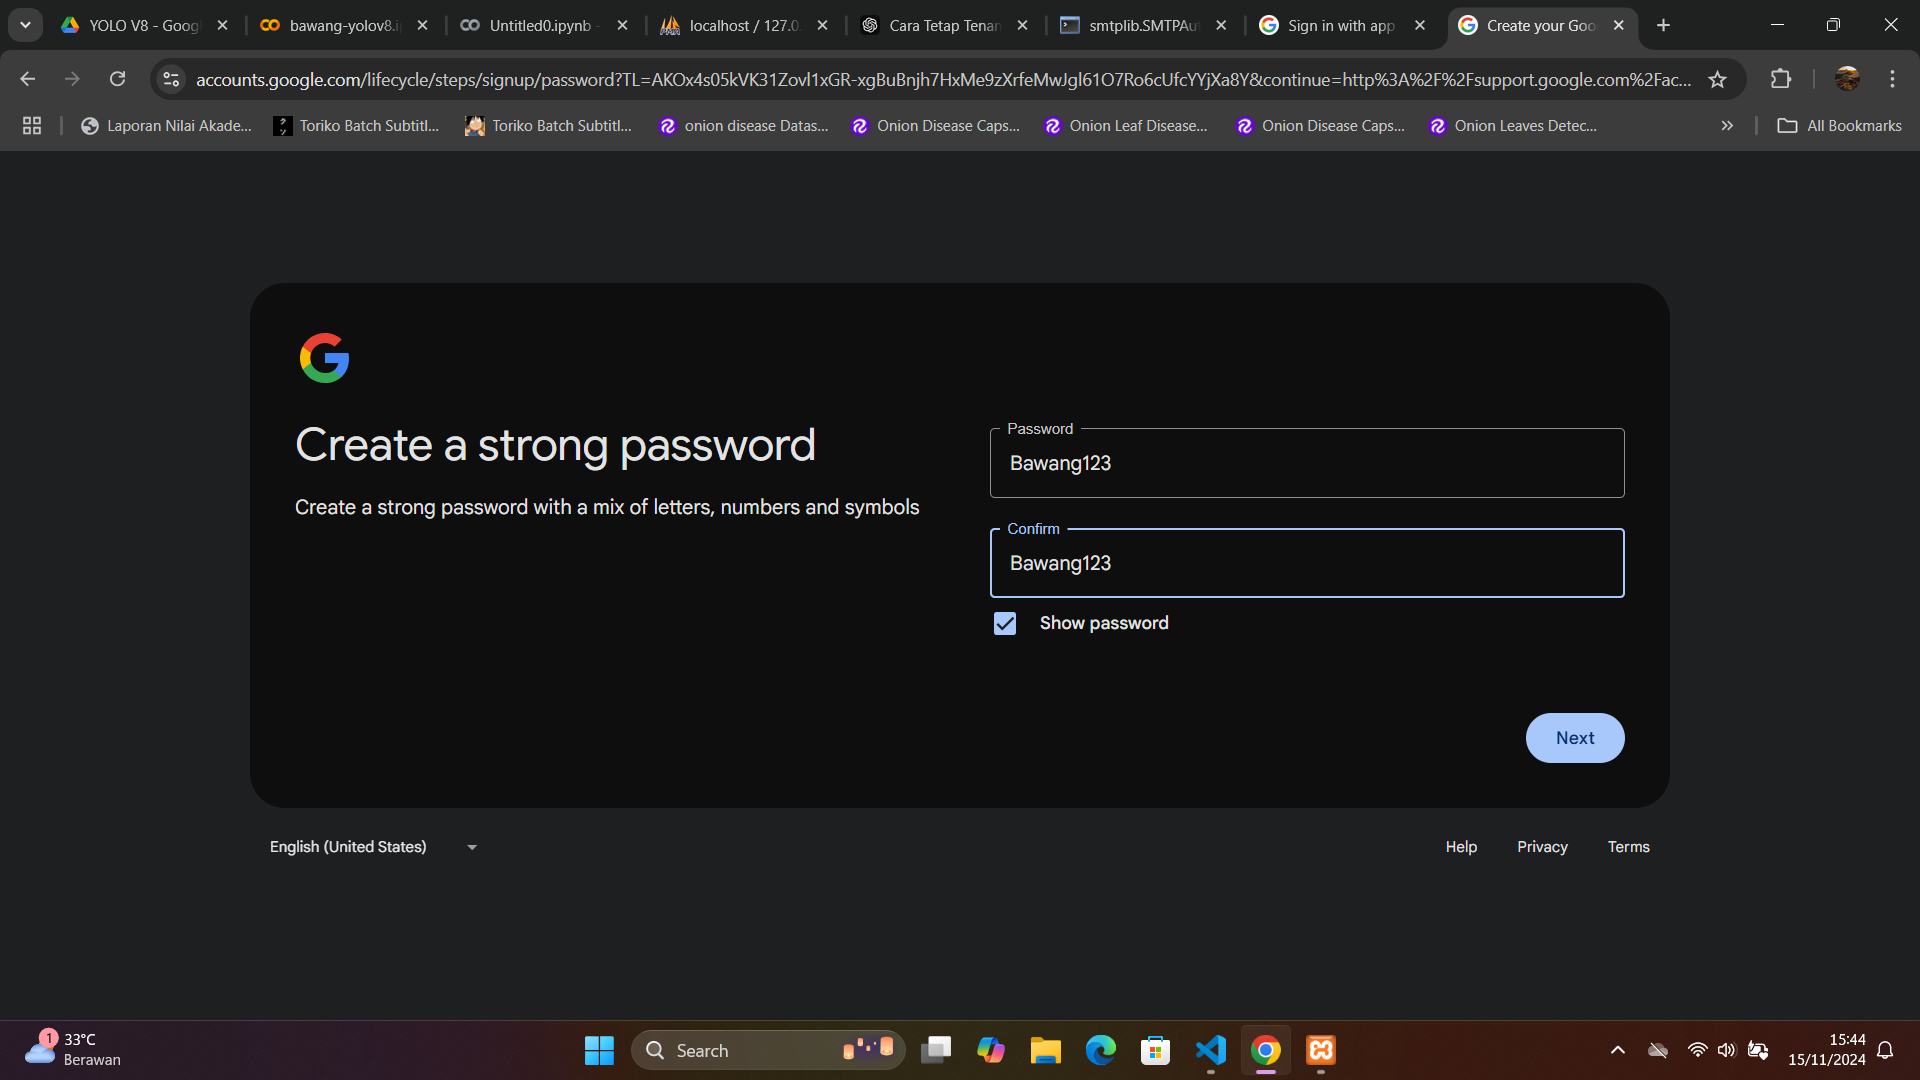 YOLO V8 - Goog
bawang-yolov8.i
Untitled0.ipynb -
localhost / 127.0.
Cara Tetap Tenan
smtplib.SMTPAut
Sign in with app
Create your Goo
accounts.google.com/lifecycle/steps/signup/password?TL=AKOx4s05kVK31Zovl1xGR-xgBuBnjh7HxMe9zXrfeMwJgl61O7Ro6cUfcYYjXa8Y&continue=http%3A%2F%2Fsupport.google.com%2Fac...
Laporan Nilai Akade...
Toriko Batch Subtitl...
Toriko Batch Subtitl...
onion disease Datas...
Onion Disease Caps...
Onion Leaf Disease...
Onion Disease Caps...
Onion Leaves Detec...
All Bookmarks
Create a strong password
Create a strong password with a mix of letters, numbers and symbols
Password
Bawang123
Confirm
Bawang123
Show password
Next
English (United States)
Help
Privacy
Terms
1
33°C
Berawan
Search
15:44
15/11/2024